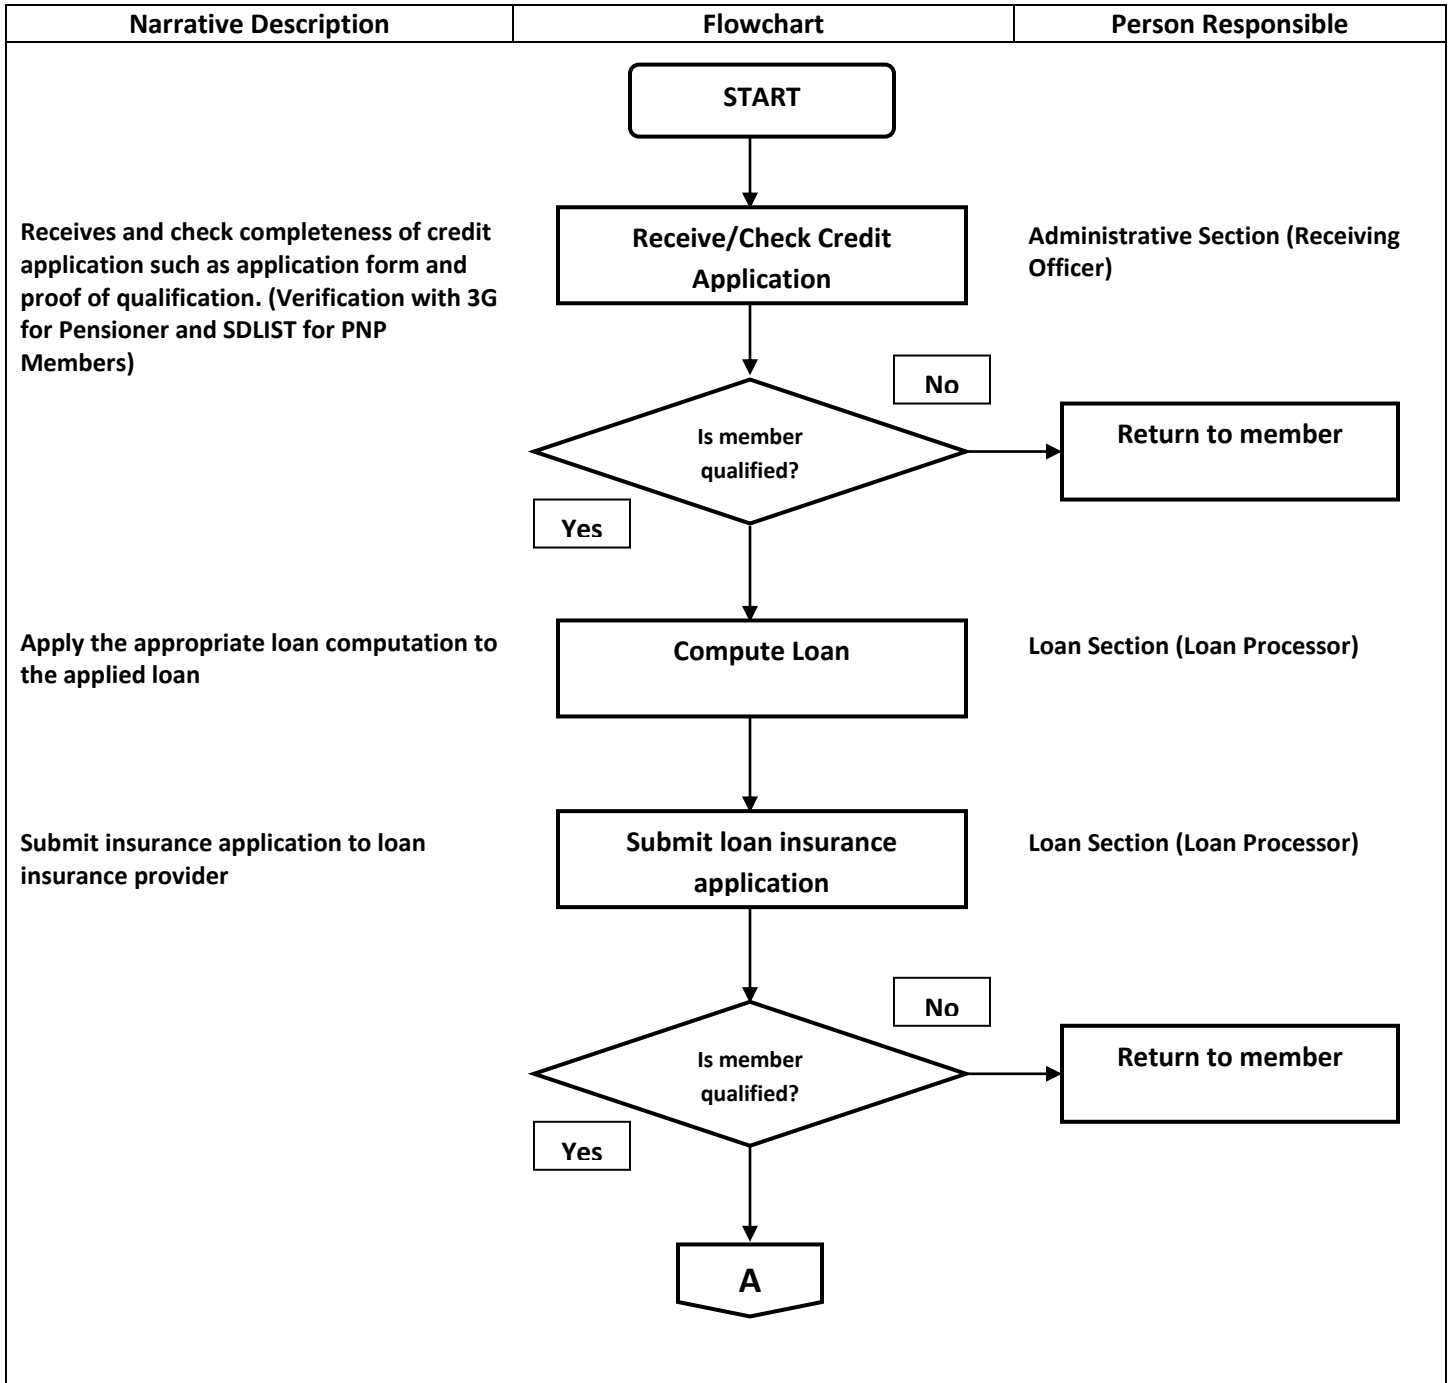 Narrative Description
Flowchart
Person Responsible
START
Receives and check completeness of credit
application such as application form and
proof of qualification. (Verification with 3G
for Pensioner and SDLIST for PNP
Members)
Receive/Check Credit
Application
Administrative Section (Receiving
Officer)
No
Is member
qualified?
Return to member
Yes
Apply the appropriate loan computation to
the applied loan
Compute Loan
Loan Section (Loan Processor)
Submit insurance application to loan
insurance provider
Submit loan insurance
application
Loan Section (Loan Processor)
No
Is member
qualified?
Return to member
Yes
A